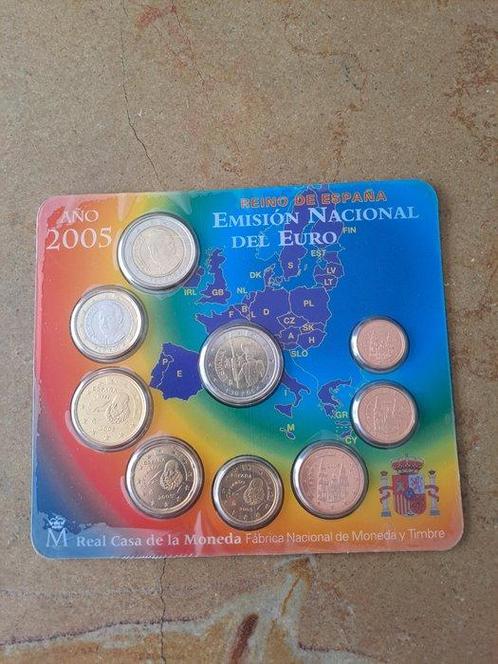 AÑO
2005
REINO DE ESPAÑA
EMISIÓN NACIONAL
DEL EURO
FIN
S
EST
LV
LT
DK
IRL
GB
NL
B
D
PL
F
L
CZ
SK
A
H
SLO
P
E
I
GR
M
CY
M Real Casa de la Moneda Fábrica Nacional de Moneda y Timbre